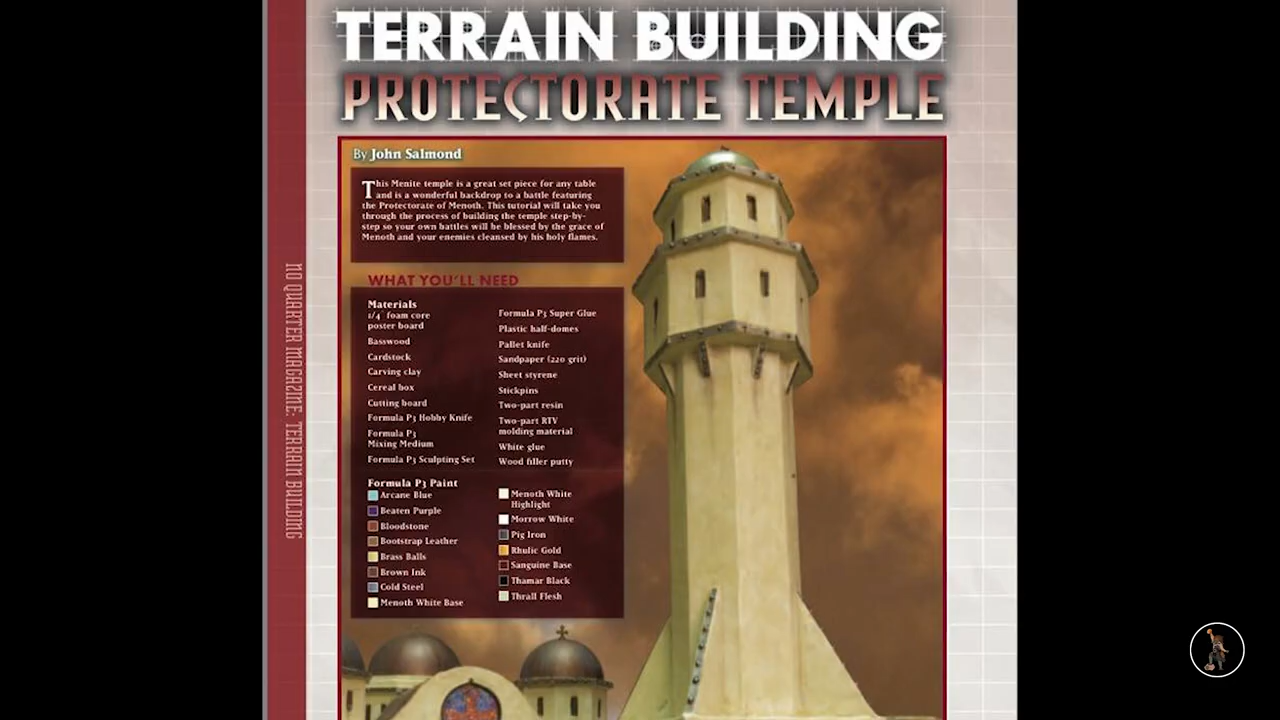 TERRAIN BUILDING
PROTECTORATE TEMPLE
By John Salmond
This Menite temple is a great set piece for any table
and is a wonderful backdrop to a battle featuring
the Protectorate of Menoth. This tutorial will take you
through the process of building the temple step-by-
step so your own battles will be blessed by the grace of
Menoth and your enemies cleansed by his holy flames.
WHAT YOU'LL NEED
Materials
1/4˝ foam core
poster board
Basswood
Cardstock
Carving clay
Cereal box
Cutting board
Formula P3 Hobby Knife
Formula P3
Mixing Medium
Formula P3 Sculpting Set
Formula P3 Super Glue
Plastic half-domes
Pallet knife
Sandpaper (220 grit)
Sheet styrene
Stickpins
Two-part resin
Two-part RTV
molding material
White glue
Wood filler putty
Formula P3 Paint
Arcane Blue
Beaten Purple
Bloodstone
Bootstrap Leather
Brass Balls
Brown Ink
Cold Steel
Menoth White Base
Menoth White
Highlight
Morrow White
Pig Iron
Rhulic Gold
Sanguine Base
Thamar Black
Thrall Flesh
NO QUARTER MAGAZINE: TERRAIN BUILDING